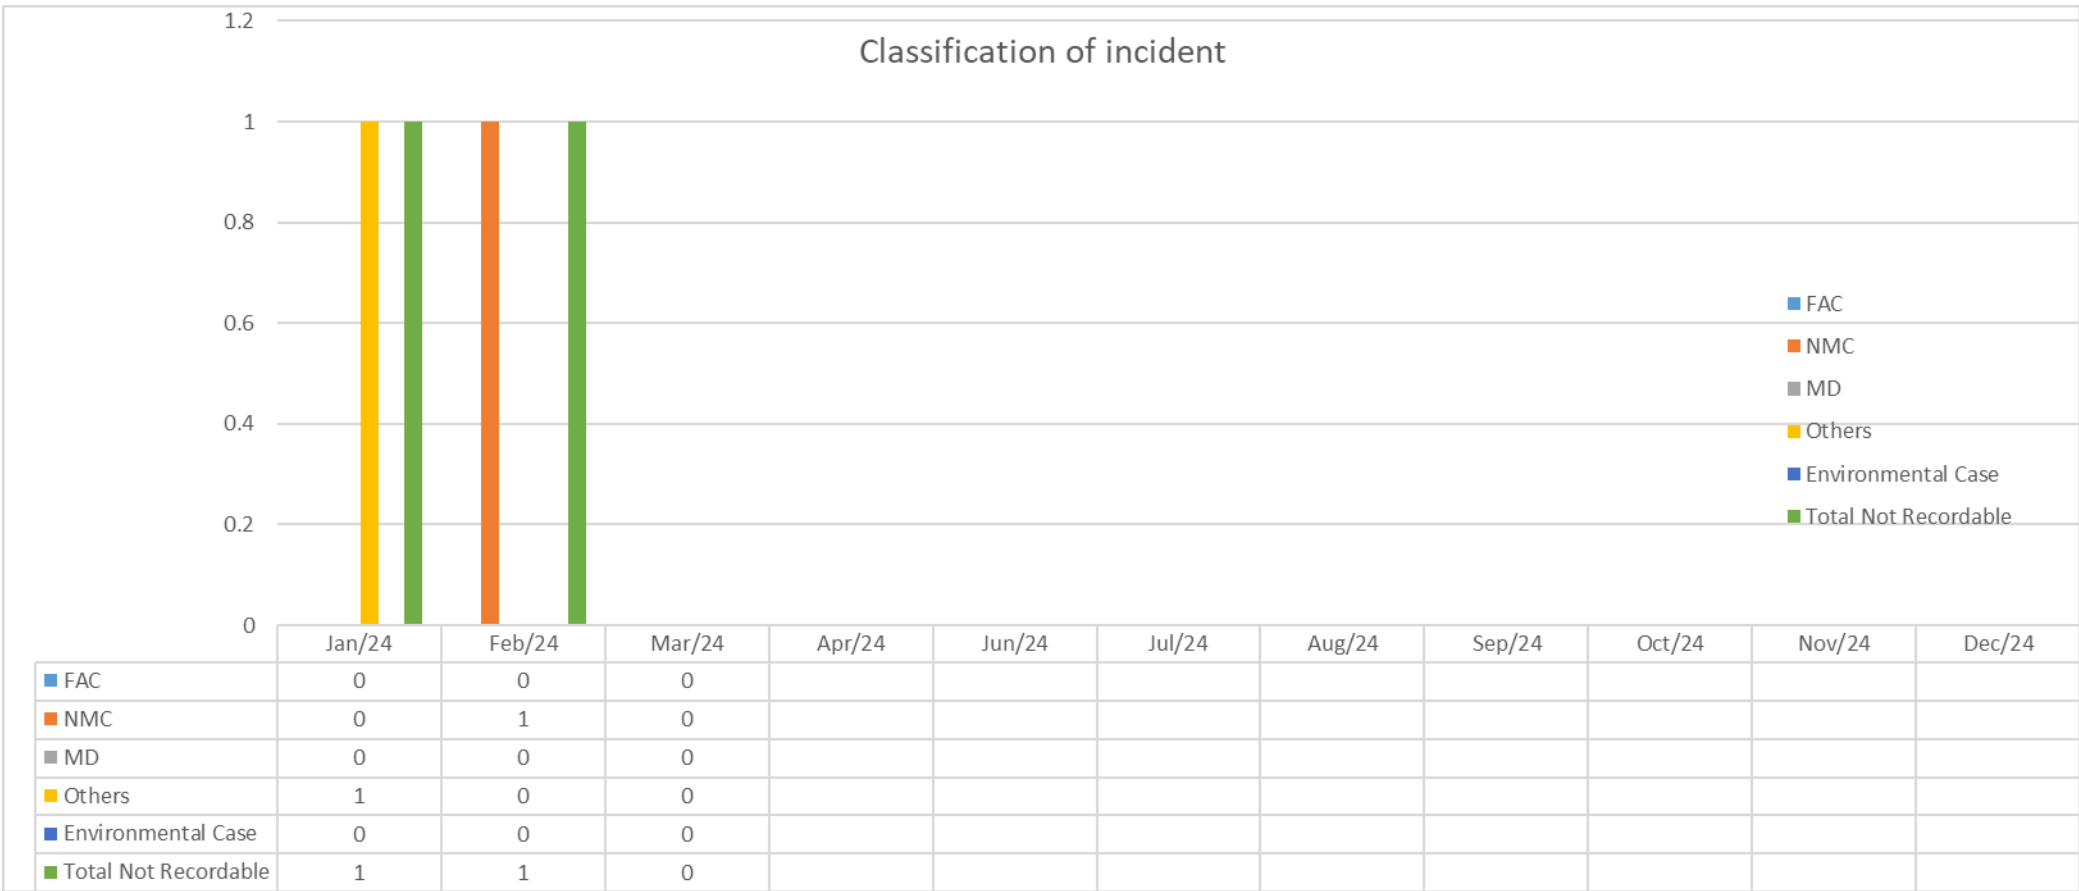 Classification of incident
1.2
1
0.8
0.6
0.4
0.2
0
FAC
NMC
MD
Others
Environmental Case
Total Not Recordable
Jan/24 Feb/24 Mar/24 Apr/24 Jun/24 Jul/24 Aug/24 Sep/24 Oct/24 Nov/24 Dec/24
FAC 0 0 0
NMC 0 1 0
MD 0 0 0
Others 1 0 0
Environmental Case 0 0 0
Total Not Recordable 1 1 0